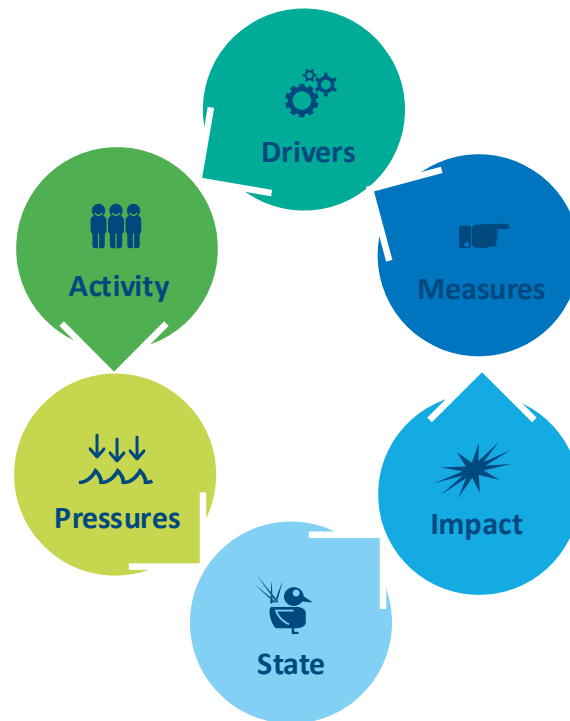 Drivers
Activity
Measures
Pressures
Impact
State